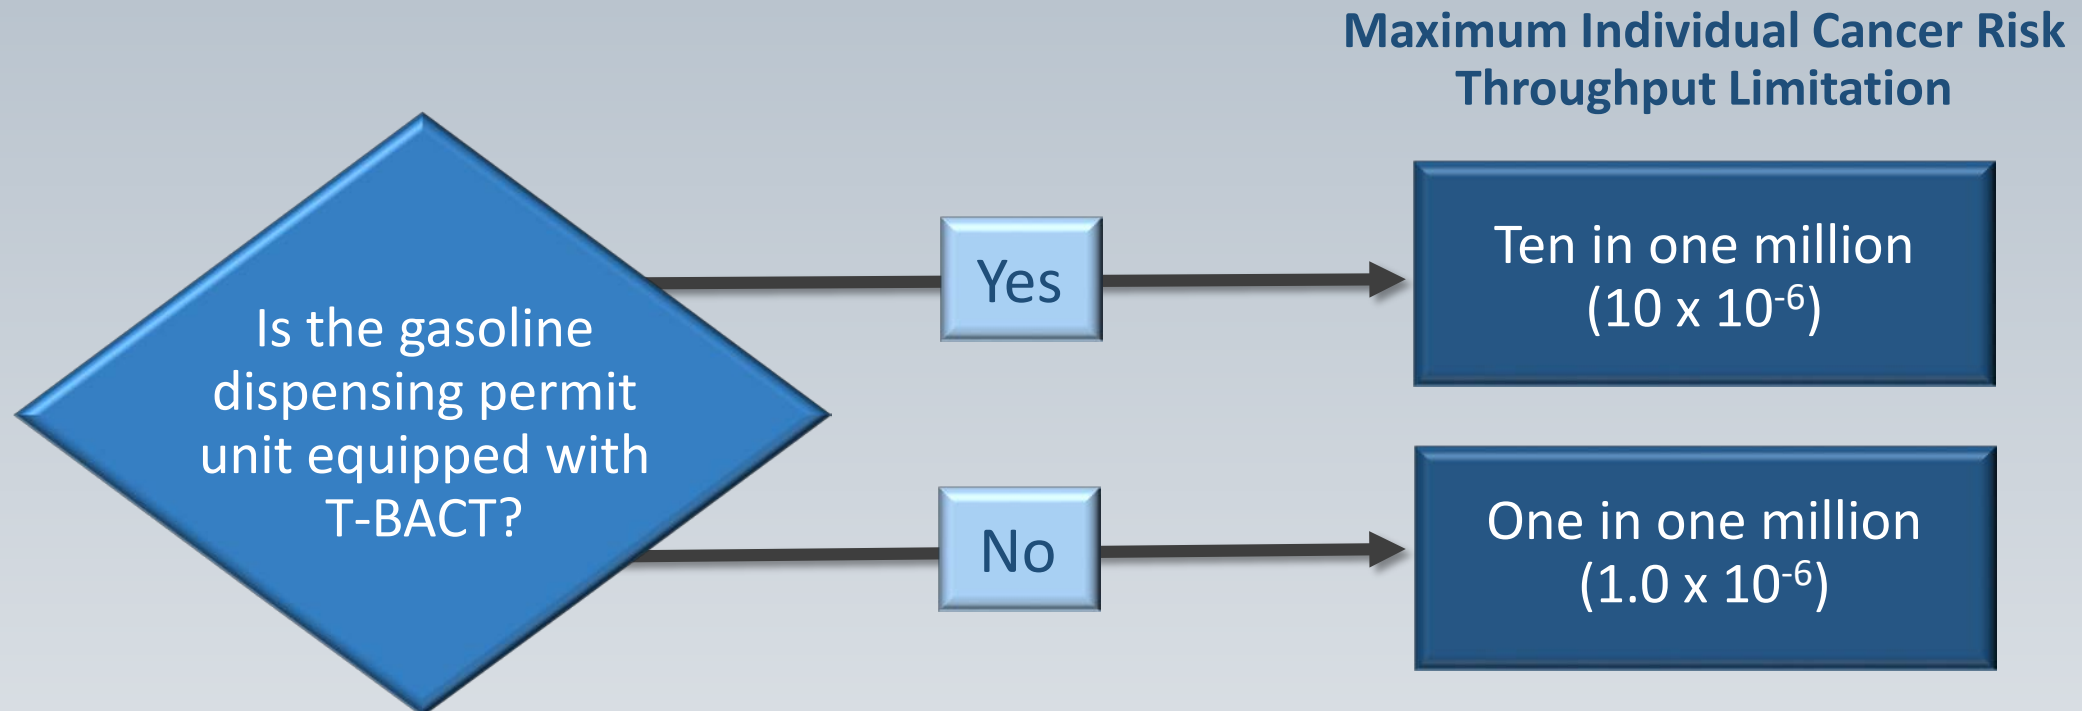 Maximum Individual Cancer Risk
Throughput Limitation
Is the gasoline
dispensing permit
unit equipped with
T-BACT?
Yes
Ten in one million
(10 x 10⁻⁶)
No
One in one million
(1.0 x 10⁻⁶)